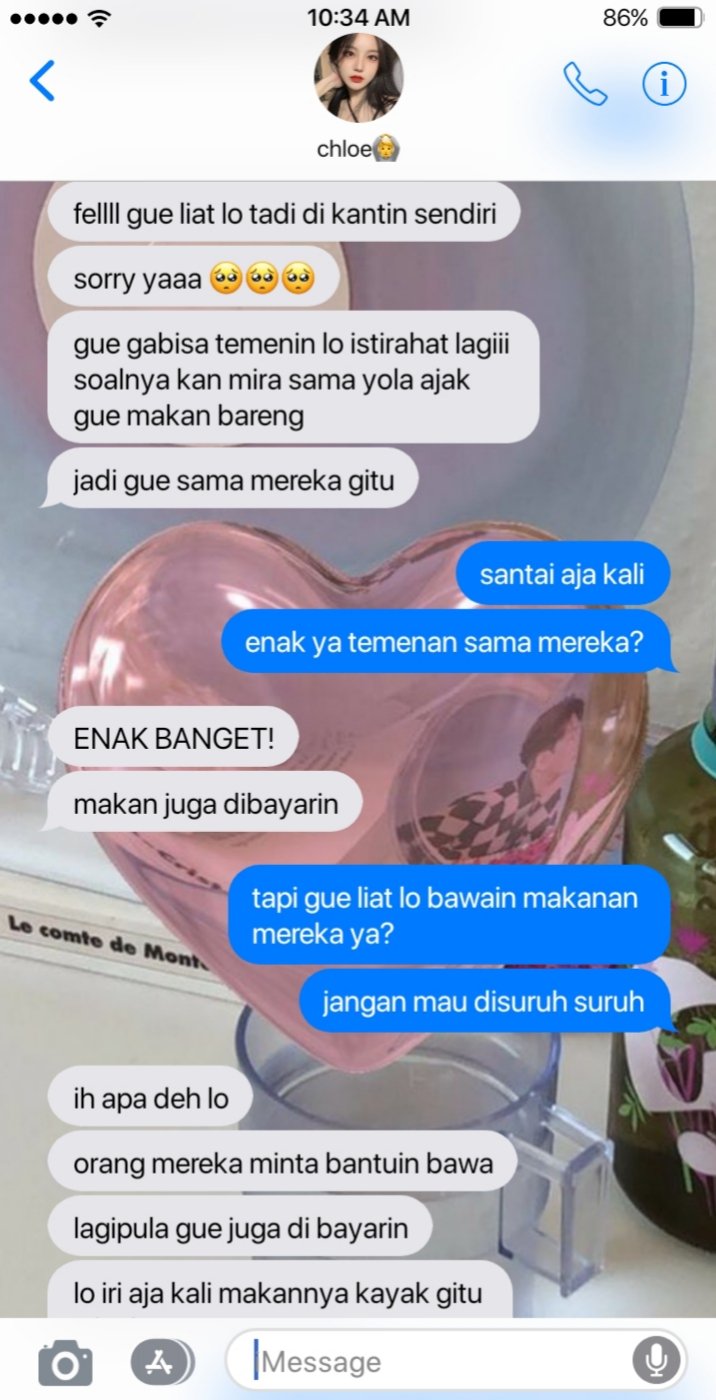 10:34 AM
86%
chloe👵
fellll gue liat lo tadi di kantin sendiri
sorry yaaa 🥺🥺🥺
gue gabisa temenin lo istirahat lagiii
soalnya kan mira sama yola ajak
gue makan bareng
jadi gue sama mereka gitu
santai aja kali
enak ya temenan sama mereka?
ENAK BANGET!
makan juga dibayarin
tapi gue liat lo bawain makanan
mereka ya?
jangan mau disuruh suruh
Le comte de
ih apa deh lo
orang mereka minta bantuin bawa
lagipula gue juga di bayarin
lo iri aja kali makannya kayak gitu
Message